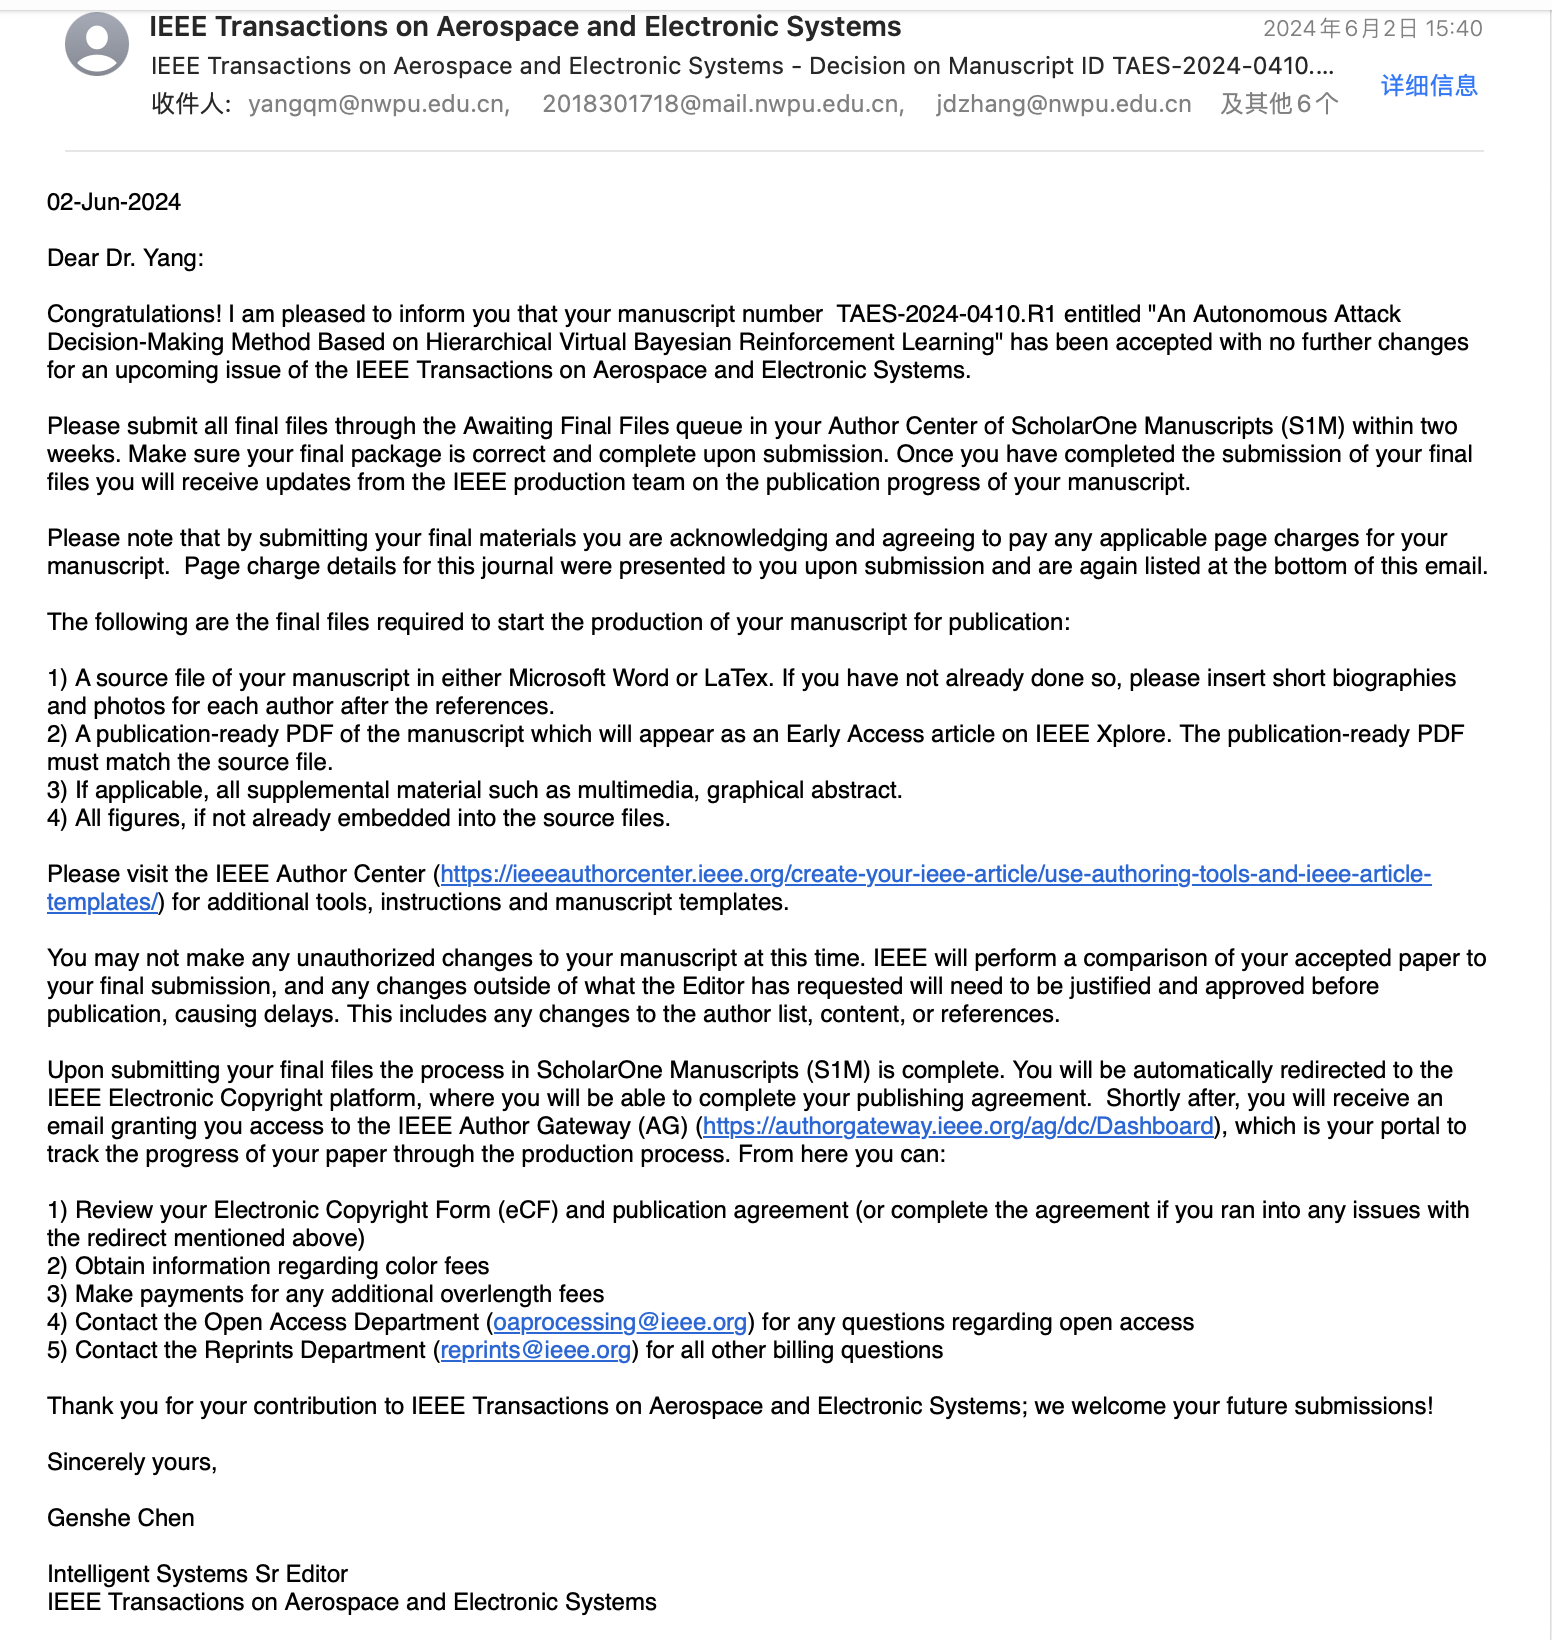 IEEE Transactions on Aerospace and Electronic Systems
2024年6月2日 15:40
IEEE Transactions on Aerospace and Electronic Systems - Decision on Manuscript ID TAES-2024-0410....
详细信息
收件人: yangqm@nwpu.edu.cn, 2018301718@mail.nwpu.edu.cn, jdzhang@nwpu.edu.cn 及其他6个
02-Jun-2024
Dear Dr. Yang:
Congratulations! I am pleased to inform you that your manuscript number  TAES-2024-0410.R1 entitled "An Autonomous Attack
Decision-Making Method Based on Hierarchical Virtual Bayesian Reinforcement Learning" has been accepted with no further changes
for an upcoming issue of the IEEE Transactions on Aerospace and Electronic Systems.
Please submit all final files through the Awaiting Final Files queue in your Author Center of ScholarOne Manuscripts (S1M) within two
weeks. Make sure your final package is correct and complete upon submission. Once you have completed the submission of your final
files you will receive updates from the IEEE production team on the publication progress of your manuscript.
Please note that by submitting your final materials you are acknowledging and agreeing to pay any applicable page charges for your
manuscript.  Page charge details for this journal were presented to you upon submission and are again listed at the bottom of this email.
The following are the final files required to start the production of your manuscript for publication:
1) A source file of your manuscript in either Microsoft Word or LaTex. If you have not already done so, please insert short biographies
and photos for each author after the references.
2) A publication-ready PDF of the manuscript which will appear as an Early Access article on IEEE Xplore. The publication-ready PDF
must match the source file.
3) If applicable, all supplemental material such as multimedia, graphical abstract.
4) All figures, if not already embedded into the source files.
Please visit the IEEE Author Center (https://ieeeauthorcenter.ieee.org/create-your-ieee-article/use-authoring-tools-and-ieee-article-
templates/) for additional tools, instructions and manuscript templates.
You may not make any unauthorized changes to your manuscript at this time. IEEE will perform a comparison of your accepted paper to
your final submission, and any changes outside of what the Editor has requested will need to be justified and approved before
publication, causing delays. This includes any changes to the author list, content, or references.
Upon submitting your final files the process in ScholarOne Manuscripts (S1M) is complete. You will be automatically redirected to the
IEEE Electronic Copyright platform, where you will be able to complete your publishing agreement.  Shortly after, you will receive an
email granting you access to the IEEE Author Gateway (AG) (https://authorgateway.ieee.org/ag/dc/Dashboard), which is your portal to
track the progress of your paper through the production process. From here you can:
1) Review your Electronic Copyright Form (eCF) and publication agreement (or complete the agreement if you ran into any issues with
the redirect mentioned above)
2) Obtain information regarding color fees
3) Make payments for any additional overlength fees
4) Contact the Open Access Department (oaprocessing@ieee.org) for any questions regarding open access
5) Contact the Reprints Department (reprints@ieee.org) for all other billing questions
Thank you for your contribution to IEEE Transactions on Aerospace and Electronic Systems; we welcome your future submissions!
Sincerely yours,
Genshe Chen
Intelligent Systems Sr Editor
IEEE Transactions on Aerospace and Electronic Systems